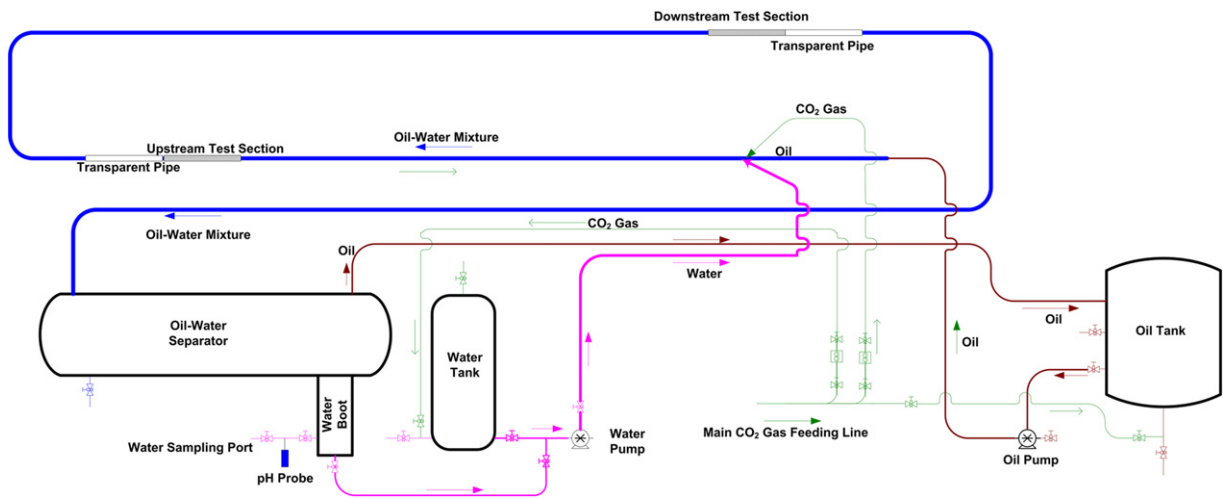 Downstream Test Section
Transparent Pipe
CO₂ Gas
Oil-Water Mixture
Oil
Upstream Test Section
Transparent Pipe
CO₂ Gas
Oil-Water Mixture
Oil
Water
Oil-Water
Separator
Water
Tank
Oil
Oil
Oil Tank
Water
Boot
Water Sampling Port
pH Probe
Water
Pump
Main CO₂ Gas Feeding Line
Oil Pump